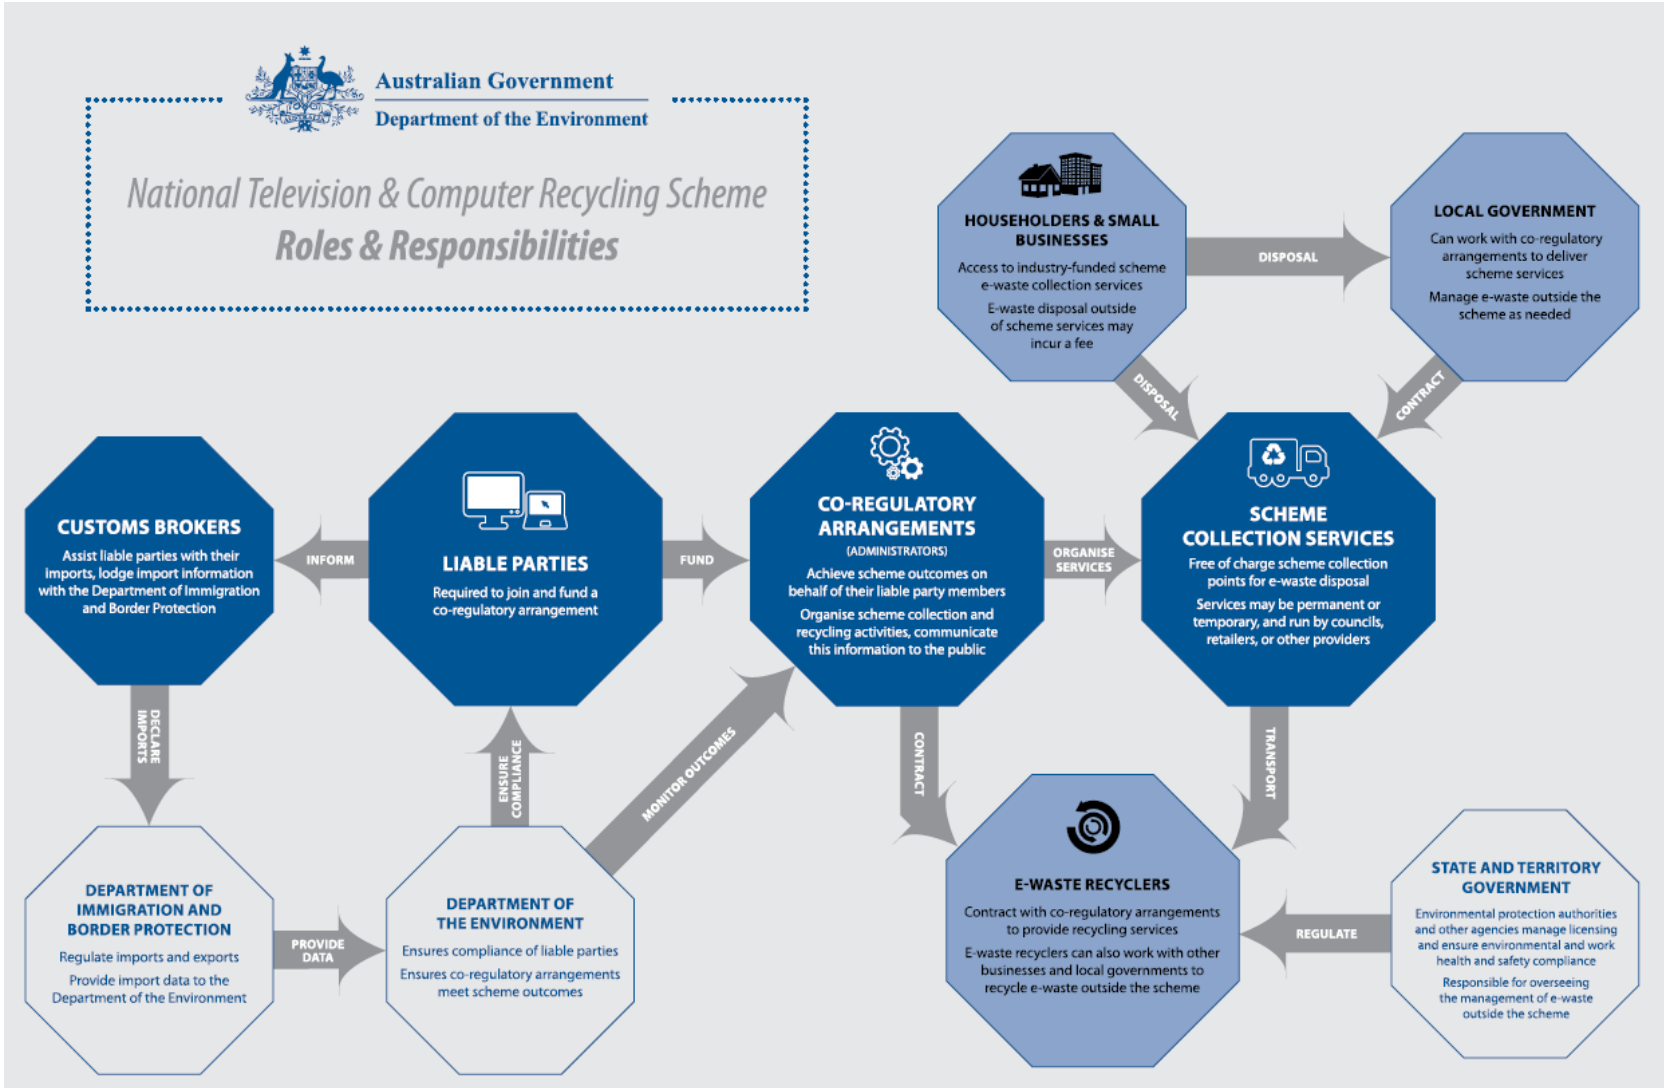 Australian Government
Department of the Environment
AUSTRALIA
National Television & Computer Recycling Scheme
Roles & Responsibilities
HOUSEHOLDERS & SMALL
BUSINESSES
Access to industry-funded scheme
e-waste collection services
E-waste disposal outside
of scheme services may
incur a fee
DISPOSAL
LOCAL GOVERNMENT
Can work with co-regulatory
arrangements to deliver
scheme services
Manage e-waste outside the
scheme as needed
DISPOSAL
CONTRACT
CUSTOMS BROKERS
Assist liable parties with their
imports, lodge import information
with the Department of Immigration
and Border Protection
INFORM
LIABLE PARTIES
Required to join and fund a
co-regulatory arrangement
FUND
CO-REGULATORY
ARRANGEMENTS
(ADMINISTRATORS)
Achieve scheme outcomes on
behalf of their liable party members
Organise scheme collection and
recycling activities, communicate
this information to the public
ORGANISE
SERVICES
SCHEME
COLLECTION SERVICES
Free of charge scheme collection
points for e-waste disposal
Services may be permanent or
temporary, and run by councils,
retailers, or other providers
DECLARE
IMPORTS
ENSURE
COMPLIANCE
MONITOR OUTCOMES
CONTRACT
TRANSPORT
DEPARTMENT OF
IMMIGRATION AND
BORDER PROTECTION
Regulate imports and exports
Provide import data to the
Department of the Environment
PROVIDE
DATA
DEPARTMENT OF
THE ENVIRONMENT
Ensures compliance of liable parties
Ensures co-regulatory arrangements
meet scheme outcomes
E-WASTE RECYCLERS
Contract with co-regulatory arrangements
to provide recycling services
E-waste recyclers can also work with other
businesses and local governments to
recycle e-waste outside the scheme
REGULATE
STATE AND TERRITORY
GOVERNMENT
Environmental protection authorities
and other agencies manage licensing
and ensure environmental and work
health and safety compliance
Responsible for overseeing
the management of e-waste
outside the scheme